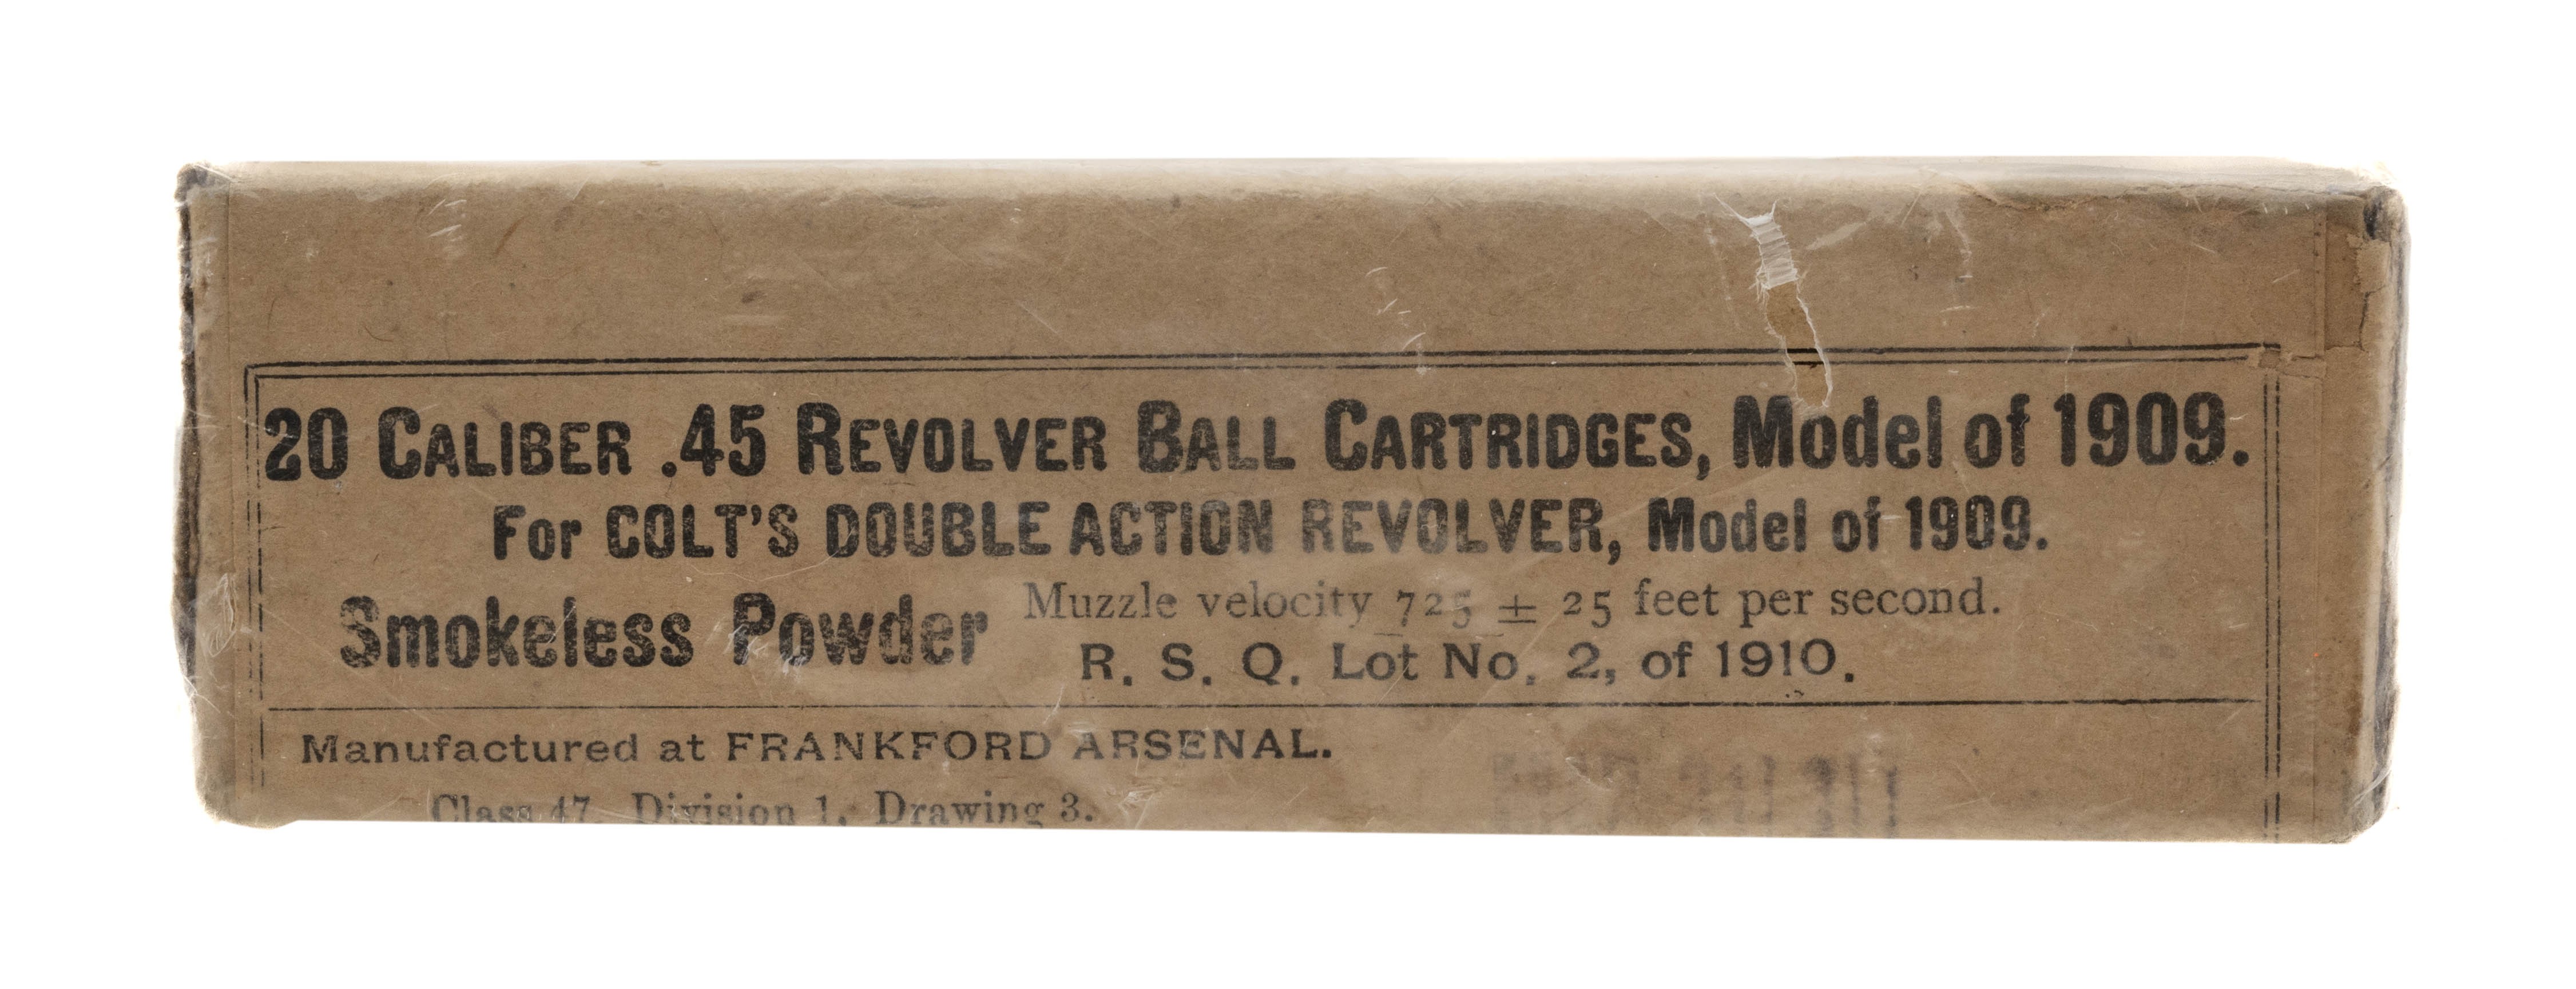 20 CALIBER .45 REVOLVER BALL CARTRIDGES, Model of 1909.
For COLT'S DOUBLE ACTION REVOLVER, Model of 1909.
Smokeless Powder
Muzzle velocity 725 ± 25 feet per second.
R. S. Q. Lot No. 2, of 1910.
Manufactured at FRANKFORD ARSENAL.
Class 47 Division 1, Drawing 3.